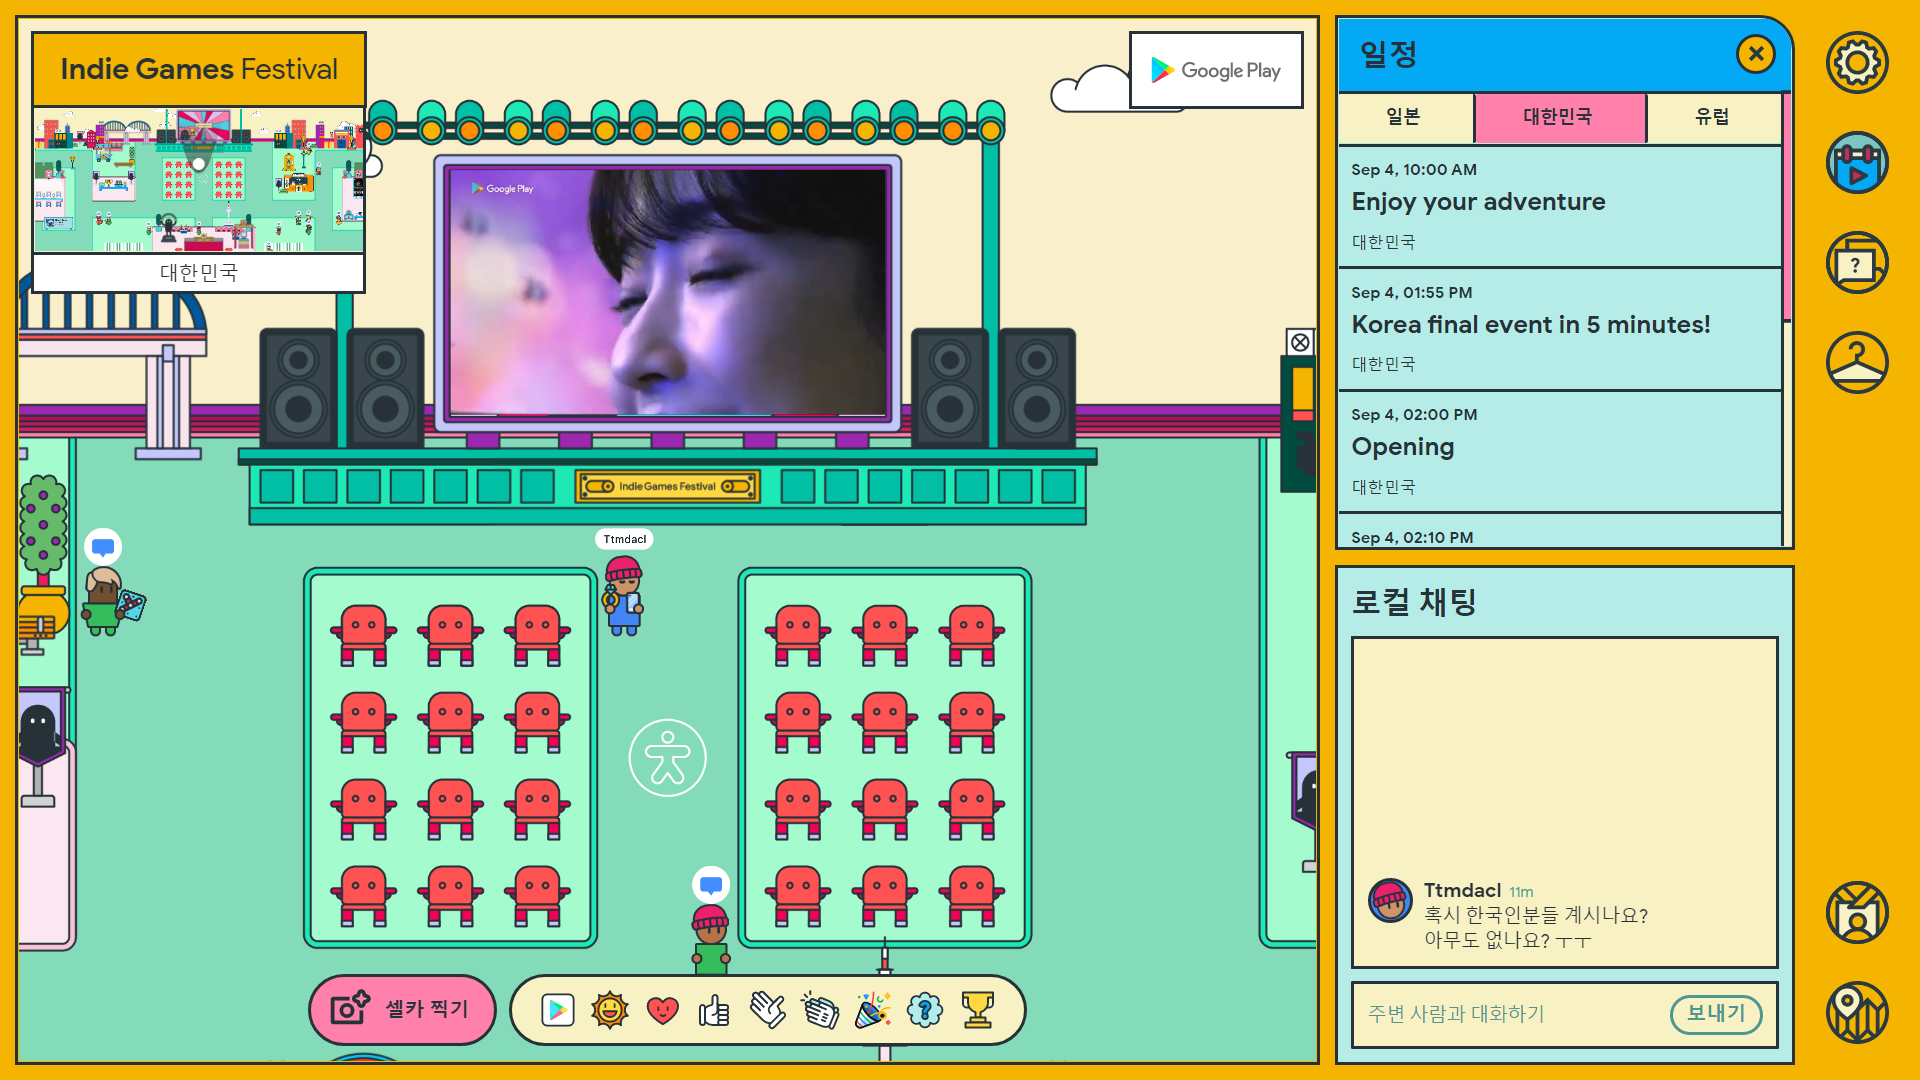 Indie Games Festival
대한민국
Google Play
Google Play
Indie Games Festival
Ttmdacl
셀카 찍기
일정
일본
대한민국
유럽
Sep 4, 10:00 AM
Enjoy your adventure
대한민국
Sep 4, 01:55 PM
Korea final event in 5 minutes!
대한민국
Sep 4, 02:00 PM
Opening
대한민국
Sep 4, 02:10 PM
로컬 채팅
Ttmdacl 11m
혹시 한국인분들 계시나요?
아무도 없나요? ㅜㅜ
주변 사람과 대화하기
보내기